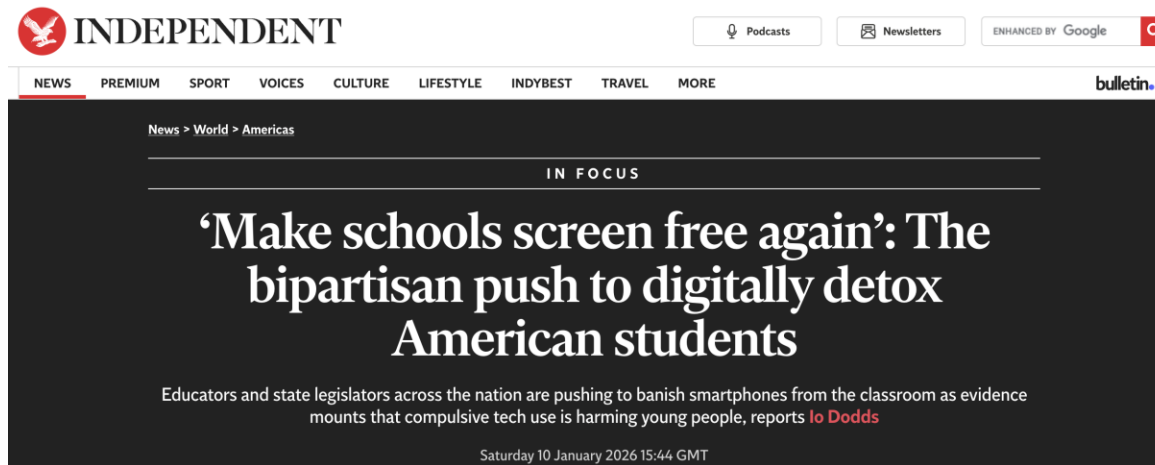 INDEPENDENT
Podcasts
Newsletters
ENHANCED BY Google
NEWS PREMIUM SPORT VOICES CULTURE LIFESTYLE INDYBEST TRAVEL MORE
bulletin.
News > World > Americas
IN FOCUS
‘Make schools screen free again’: The
bipartisan push to digitally detox
American students
Educators and state legislators across the nation are pushing to banish smartphones from the classroom as evidence
mounts that compulsive tech use is harming young people, reports Io Dodds
Saturday 10 January 2026 15:44 GMT